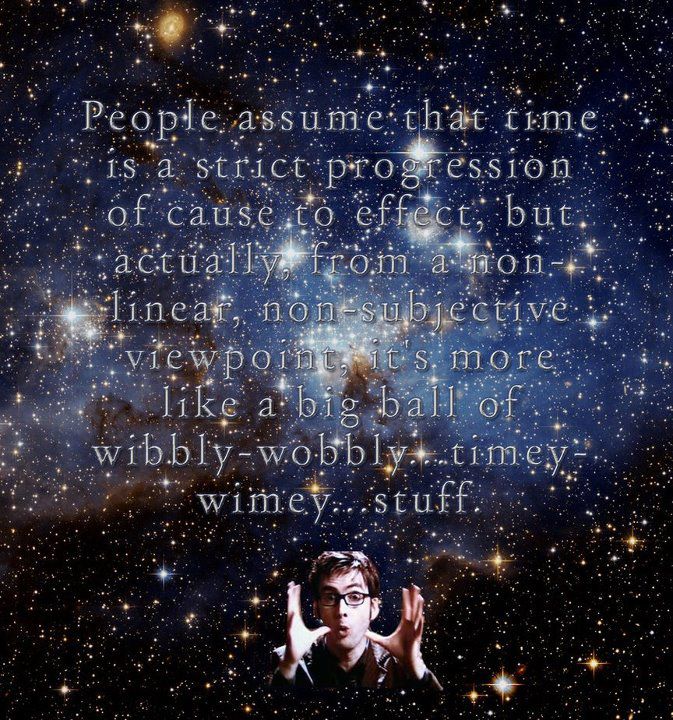 People assume that time
is a strict progression
of cause to effect, but
actually, from a non-
linear, non-subjective
viewpoint, it's more
like a big ball of
wibbly-wobbly...timey-
wimey...stuff.